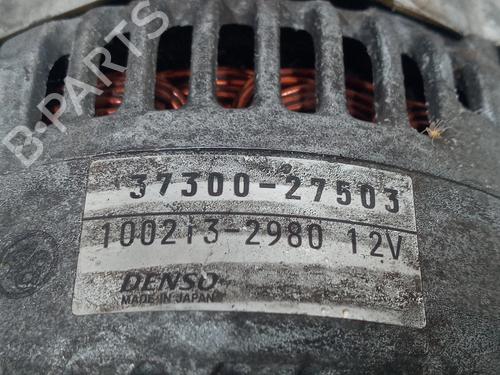 B-PARTS
37300-27503
100213-2980 12V
DENSO
MADE IN JAPAN